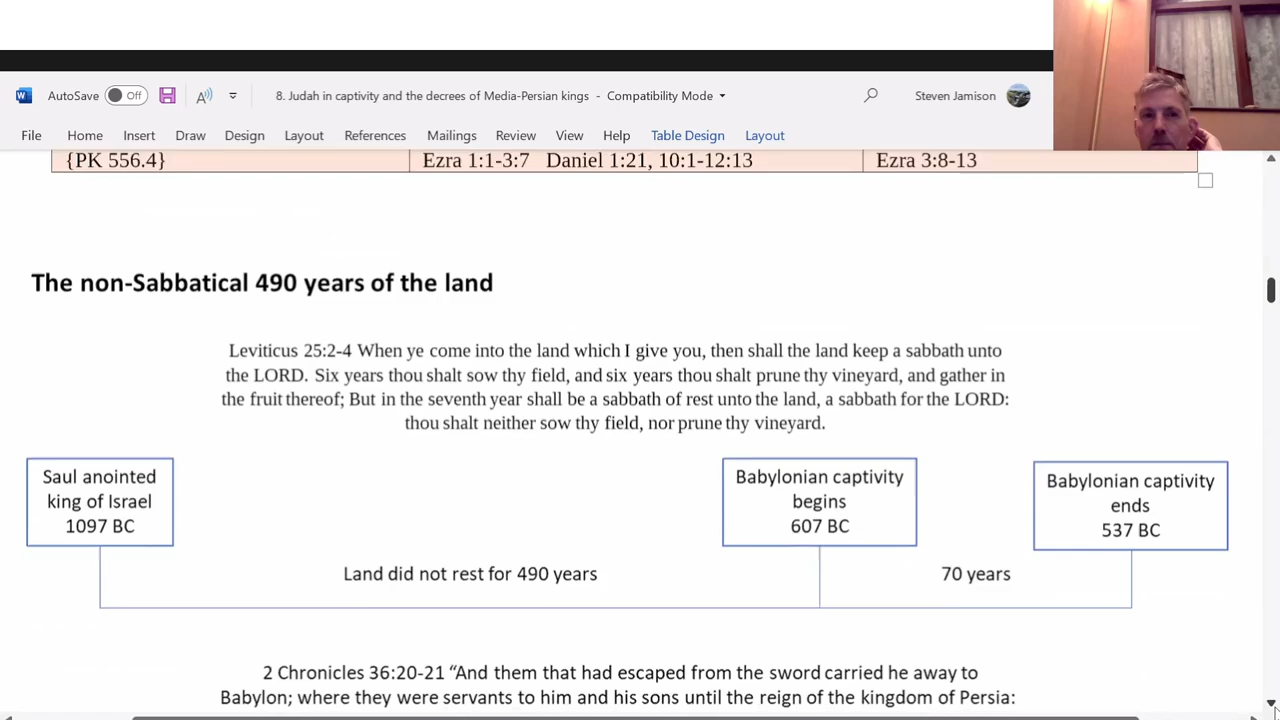 AutoSave Off 8. Judah in captivity and the decrees of Media-Persian kings - Compatibility Mode Steven Jamison
File Home Insert Draw Design Layout References Mailings Review View Help Table Design Layout
{PK 556.4} Ezra 1:1-3:7 Daniel 1:21, 10:1-12:13 Ezra 3:8-13
The non-Sabbatical 490 years of the land
Leviticus 25:2-4 When ye come into the land which I give you, then shall the land keep a sabbath unto
the LORD. Six years thou shalt sow thy field, and six years thou shalt prune thy vineyard, and gather in
the fruit thereof; But in the seventh year shall be a sabbath of rest unto the land, a sabbath for the LORD:
thou shalt neither sow thy field, nor prune thy vineyard.
Saul anointed
king of Israel
1097 BC
Babylonian captivity
begins
607 BC
Babylonian captivity
ends
537 BC
Land did not rest for 490 years
70 years
2 Chronicles 36:20-21 “And them that had escaped from the sword carried he away to
Babylon; where they were servants to him and his sons until the reign of the kingdom of Persia: